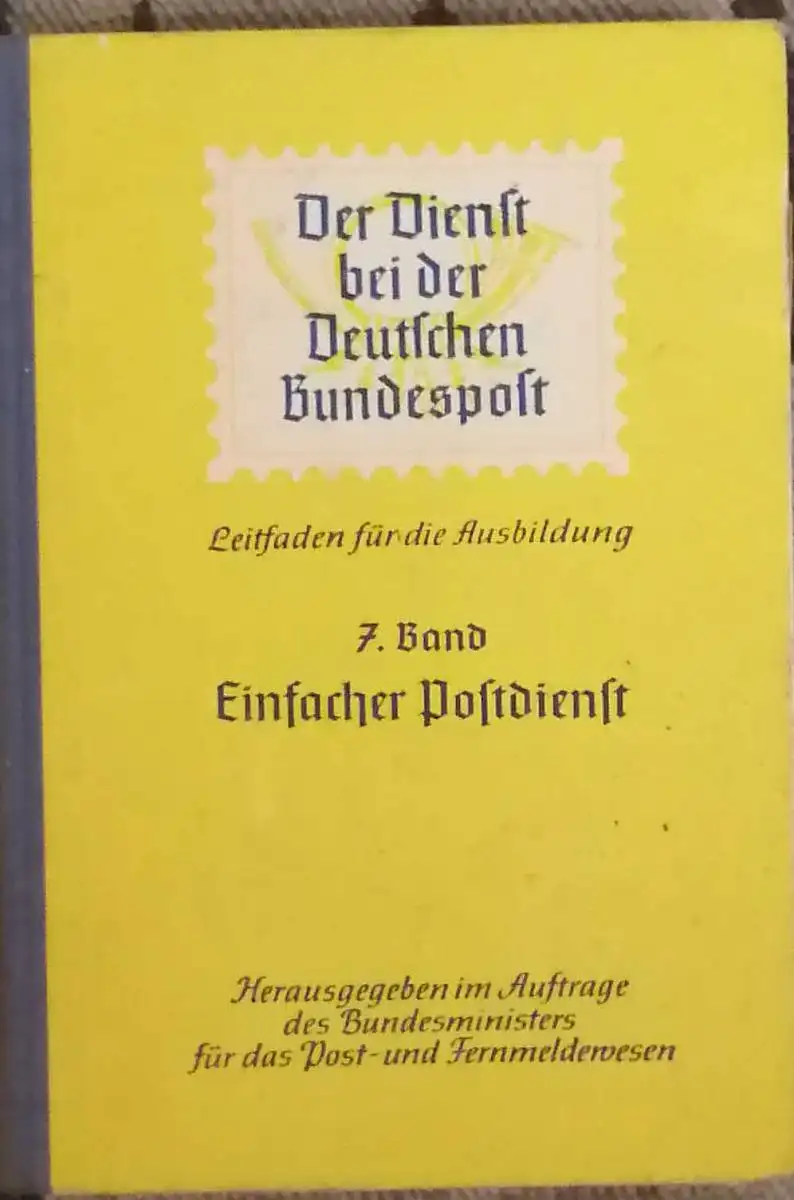 Der Dienſt
bei der
Deutſchen
Bundespoſt
Leitfaden für die Ausbildung
7. Band
Einfacher Poſtdienſt
Herausgegeben im Auftrage
des Bundesministers
für das Post- und Fernmeldewesen